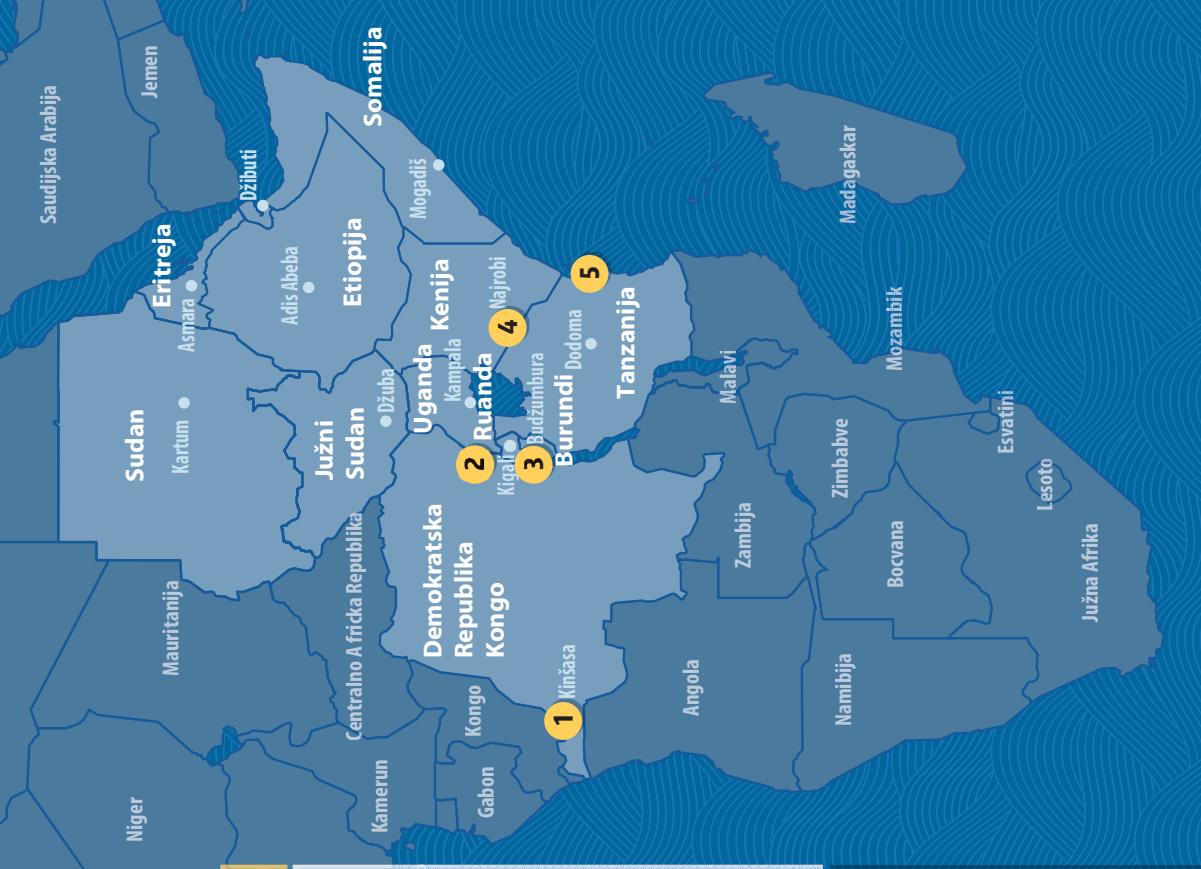 Saudijska Arabija
Jemen
Džibuti
Somalija
Mogadiš
Eritreja
Asmara
Adis Abeba
Etiopija
Kenija
Najrobi
5
4
Sudan
Kartum
Južni
Sudan
Džuba
Uganda
Kampala
Ruanda
Kigali
Budžumbura
Burundi
Dodoma
Tanzanija
2
3
Demokratska
Republika
Kongo
Kinšasa
1
Mauritanija
Centralno Africka Republika
Niger
Kamerun
Gabon
Kongo
Angola
Zambija
Malavi
Mozambik
Madagaskar
Zimbabve
Bocvana
Namibija
Esvatini
Lesoto
Južna Afrika